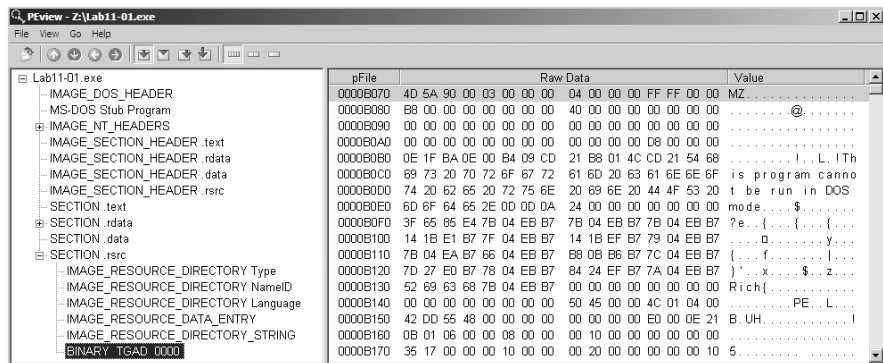 PEview - Z:\Lab11-01.exe
File View Go Help
Lab11-01.exe
IMAGE_DOS_HEADER
MS-DOS Stub Program
IMAGE_NT_HEADERS
IMAGE_SECTION_HEADER .text
IMAGE_SECTION_HEADER .rdata
IMAGE_SECTION_HEADER .data
IMAGE_SECTION_HEADER .rsrc
SECTION .text
SECTION .rdata
SECTION .data
SECTION .rsrc
IMAGE_RESOURCE_DIRECTORY Type
IMAGE_RESOURCE_DIRECTORY NameID
IMAGE_RESOURCE_DIRECTORY Language
IMAGE_RESOURCE_DATA_ENTRY
IMAGE_RESOURCE_DIRECTORY_STRING
BINARY TGAD 0000
pFile Raw Data Value
0000B070 4D 5A 90 00 03 00 00 00 04 00 00 00 FF FF 00 00 MZ..............
0000B080 B8 00 00 00 00 00 00 00 40 00 00 00 00 00 00 00 ........@.......
0000B090 00 00 00 00 00 00 00 00 00 00 00 00 00 00 00 00 ................
0000B0A0 00 00 00 00 00 00 00 00 00 00 00 00 D8 00 00 00 ................
0000B0B0 0E 1F BA 0E 00 B4 09 CD 21 B8 01 4C CD 21 54 68 ........!..L.!Th
0000B0C0 69 73 20 70 72 6F 67 72 61 6D 20 63 61 6E 6E 6F is program canno
0000B0D0 74 20 62 65 20 72 75 6E 20 69 6E 20 44 4F 53 20 t be run in DOS
0000B0E0 6D 6F 64 65 2E 0D 0D 0A 24 00 00 00 00 00 00 00 mode....$.......
0000B0F0 3F 65 85 E4 7B 04 EB B7 7B 04 EB B7 7B 04 EB B7 ?e..{...{...{...
0000B100 14 1B E1 B7 7F 04 EB B7 14 1B EF B7 79 04 EB B7 ....□.......y...
0000B110 7B 04 EA B7 66 04 EB B7 B8 0B B6 B7 7C 04 EB B7 {...f.......|...
0000B120 7D 27 E0 B7 78 04 EB B7 84 24 EF B7 7A 04 EB B7 }'..x....$..z...
0000B130 52 69 63 68 7B 04 EB B7 00 00 00 00 00 00 00 00 Rich{...........
0000B140 00 00 00 00 00 00 00 00 50 45 00 00 4C 01 04 00 ........PE..L...
0000B150 42 DD 55 48 00 00 00 00 00 00 00 00 E0 00 0E 21 B.UH...........!
0000B160 0B 01 06 00 00 08 00 00 00 10 00 00 00 00 00 00 ................
0000B170 35 17 00 00 00 10 00 00 00 20 00 00 00 00 00 10 5........ ......